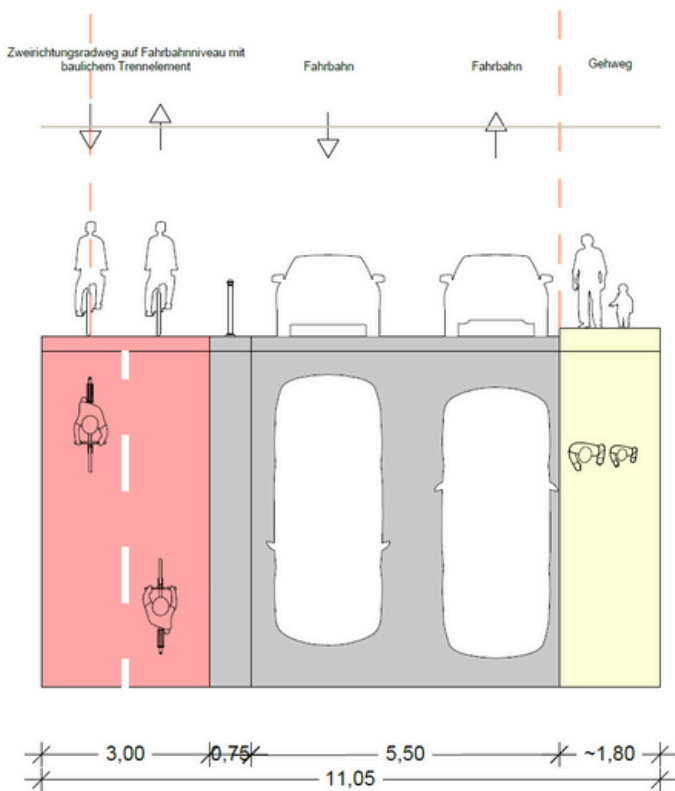 Zweirichtungsradweg auf Fahrbahnniveau mit
baulichem Trennelement
Fahrbahn
Fahrbahn
Gehweg
3,00
0,75
5,50
~1,80
11,05